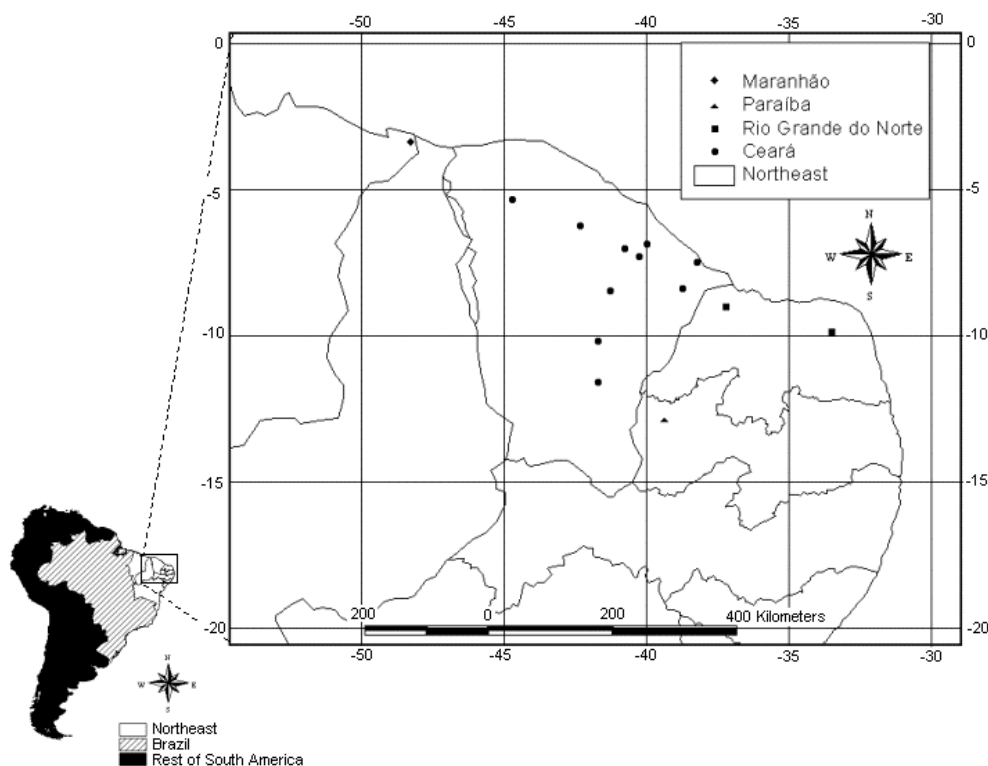 -50 -45 -40 -35 -30
0 0
Maranhão
Paraíba
Rio Grande do Norte
Ceará
Northeast
-5 -5
N
W E
S
-10 -10
-15 -15
200 0 200 400 Kilometers
-20 -20
-50 -45 -40 -35 -30
N
W E
S
Northeast
Brazil
Rest of South America